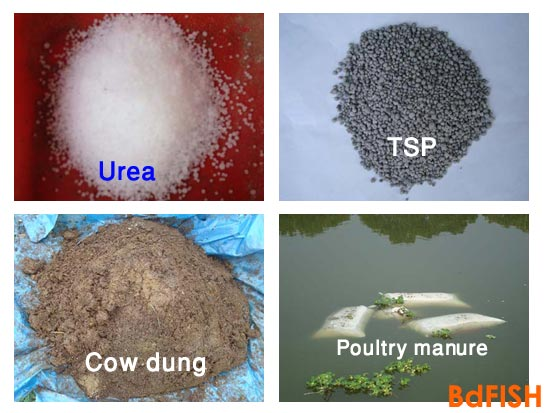 Urea
TSP
Cow dung
Poultry manure
BdFISH